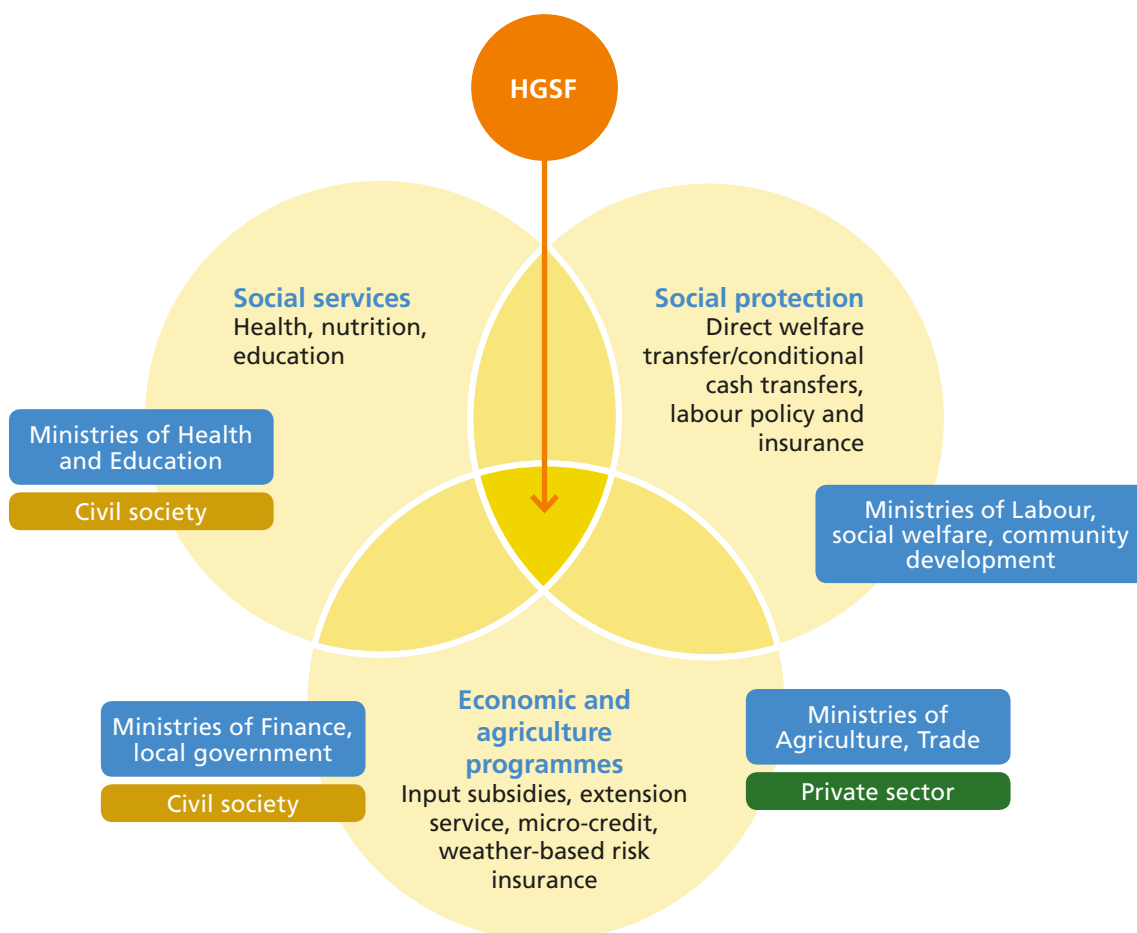 HGSF
Social services
Health, nutrition,
education
Social protection
Direct welfare
transfer/conditional
cash transfers,
labour policy and
insurance
Ministries of Health
and Education
Civil society
Ministries of Labour,
social welfare, community
development
Economic and
agriculture
programmes
Input subsidies, extension
service, micro-credit,
weather-based risk
insurance
Ministries of Finance,
local government
Civil society
Ministries of
Agriculture, Trade
Private sector